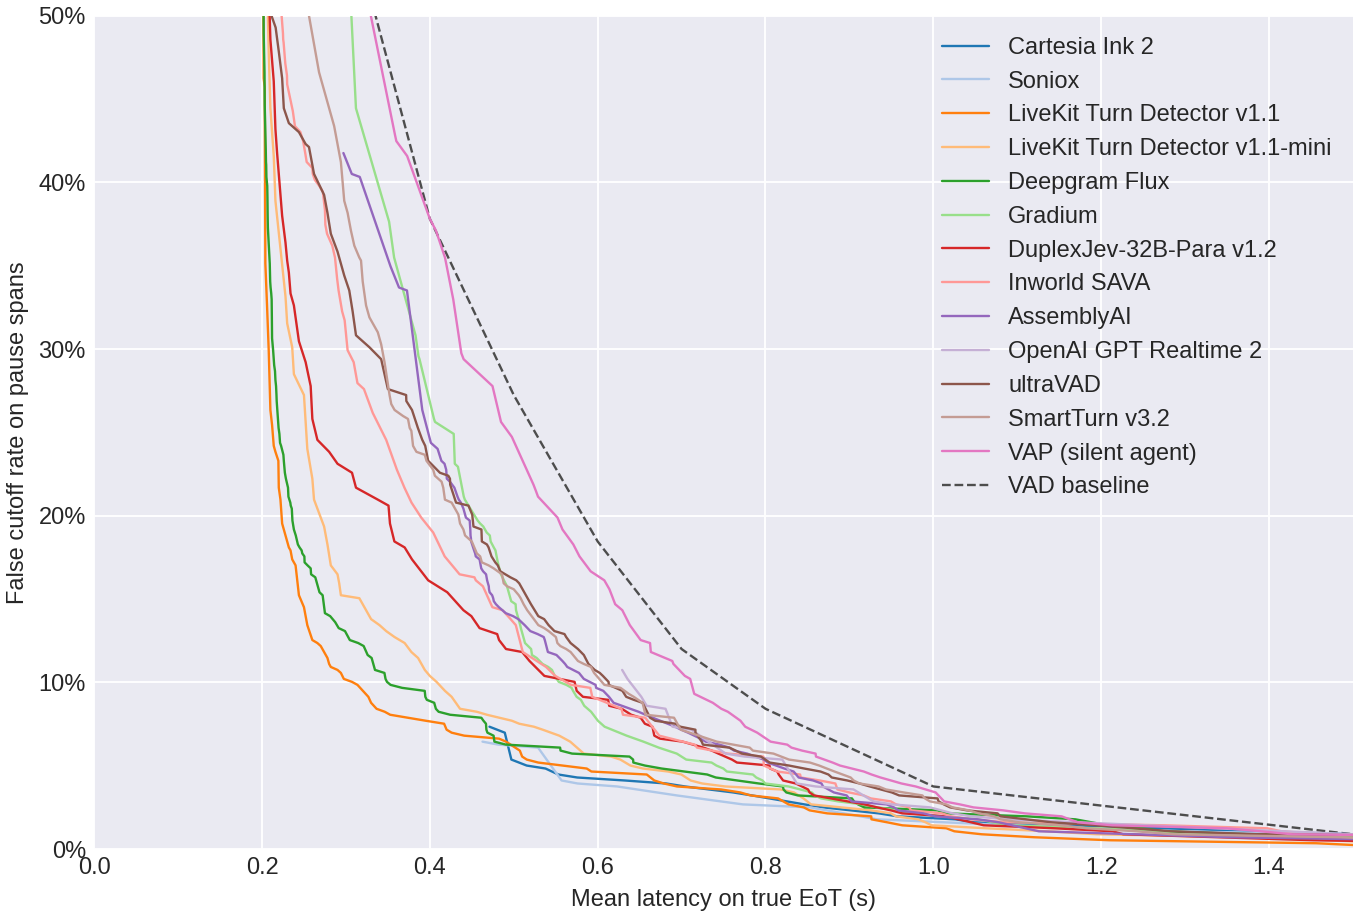 50%
40%
30%
20%
10%
0%
False cutoff rate on pause spans
Cartesia Ink 2
Soniox
LiveKit Turn Detector v1.1
LiveKit Turn Detector v1.1-mini
Deepgram Flux
Gradium
DuplexJev-32B-Para v1.2
Inworld SAVA
AssemblyAI
OpenAI GPT Realtime 2
ultraVAD
SmartTurn v3.2
VAP (silent agent)
VAD baseline
0.0 0.2 0.4 0.6 0.8 1.0 1.2 1.4
Mean latency on true EoT (s)